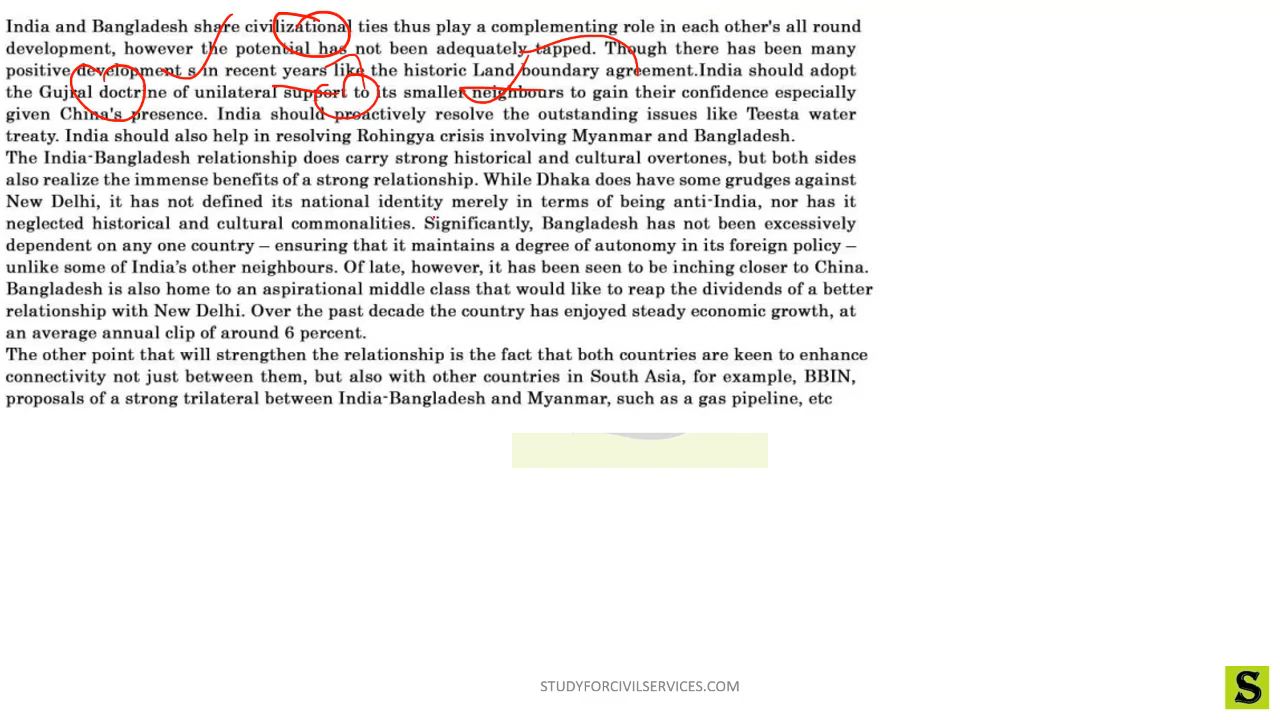 India and Bangladesh share civilizational ties thus play a complementing role in each other's all round
development, however the potential has not been adequately tapped. Though there has been many
positive development s in recent years like the historic Land boundary agreement.India should adopt
the Gujral doctrine of unilateral support to its smaller neighbours to gain their confidence especially
given China's presence. India should proactively resolve the outstanding issues like Teesta water
treaty. India should also help in resolving Rohingya crisis involving Myanmar and Bangladesh.
The India-Bangladesh relationship does carry strong historical and cultural overtones, but both sides
also realize the immense benefits of a strong relationship. While Dhaka does have some grudges against
New Delhi, it has not defined its national identity merely in terms of being anti-India, nor has it
neglected historical and cultural commonalities. Significantly, Bangladesh has not been excessively
dependent on any one country – ensuring that it maintains a degree of autonomy in its foreign policy –
unlike some of India's other neighbours. Of late, however, it has been seen to be inching closer to China.
Bangladesh is also home to an aspirational middle class that would like to reap the dividends of a better
relationship with New Delhi. Over the past decade the country has enjoyed steady economic growth, at
an average annual clip of around 6 percent.
The other point that will strengthen the relationship is the fact that both countries are keen to enhance
connectivity not just between them, but also with other countries in South Asia, for example, BBIN,
proposals of a strong trilateral between India-Bangladesh and Myanmar, such as a gas pipeline, etc
STUDYFORCIVILSERVICES.COM
S